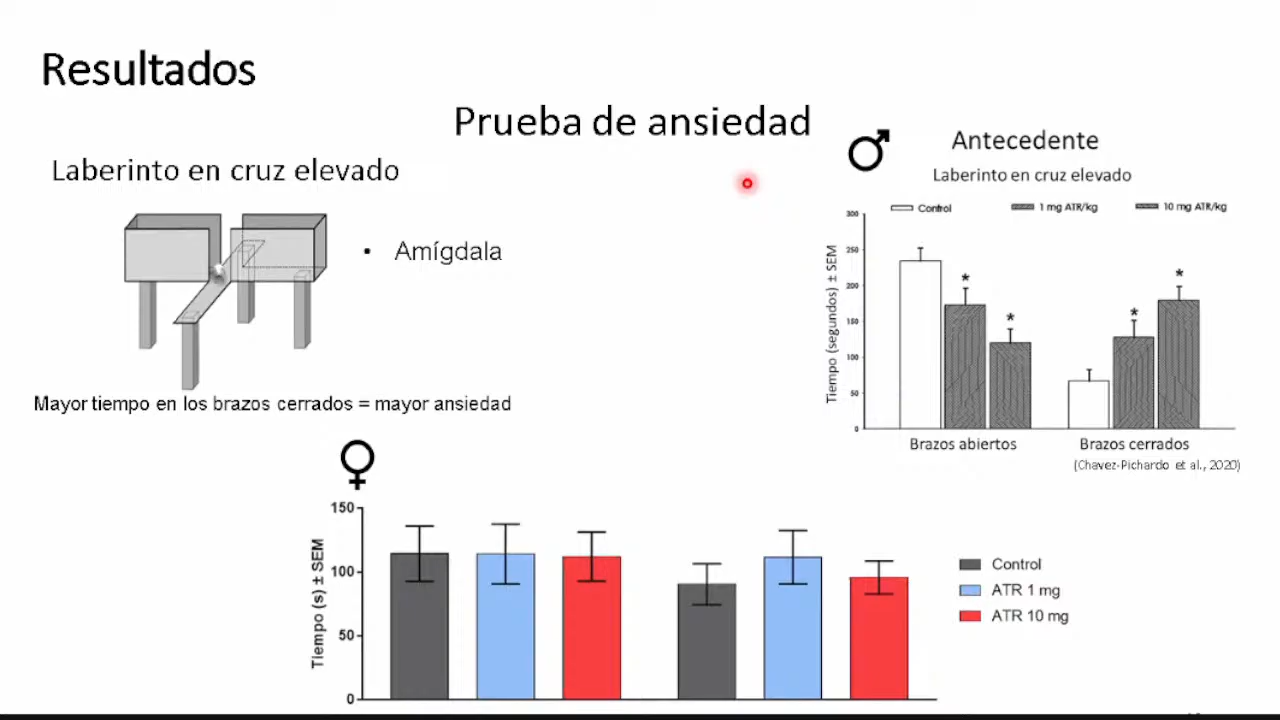 Resultados
Prueba de ansiedad
Laberinto en cruz elevado
• Amígdala
Mayor tiempo en los brazos cerrados = mayor ansiedad
Antecedente
Laberinto en cruz elevado
Control
1 mg ATR/kg
10 mg ATR/kg
Tiempo (segundos) ± SEM
300
250
200
150
100
50
0
* * * *
Brazos abiertos
Brazos cerrados
(Chavez-Pichardo et al., 2020)
Tiempo (s) ± SEM
150
100
50
0
Control
ATR 1 mg
ATR 10 mg